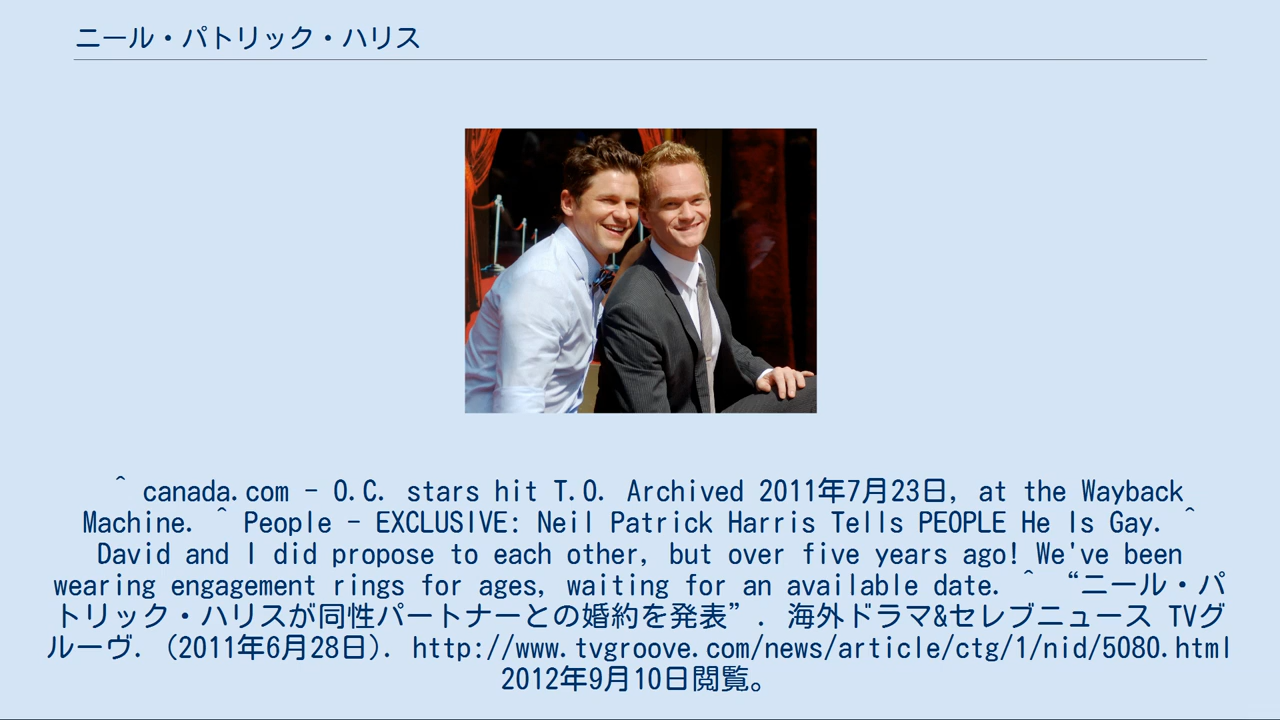 ニール・パトリック・ハリス
^ canada.com - O.C. stars hit T.O. Archived 2011年7月23日, at the Wayback
Machine. ^ People - EXCLUSIVE: Neil Patrick Harris Tells PEOPLE He Is Gay. ^
David and I did propose to each other, but over five years ago! We've been
wearing engagement rings for ages, waiting for an available date. ^ “ニール・パ
トリック・ハリスが同性パートナーとの婚約を発表”. 海外ドラマ&セレブニュース TVグ
ルーヴ. (2011年6月28日). http://www.tvgroove.com/news/article/ctg/1/nid/5080.html
2012年9月10日閲覧。